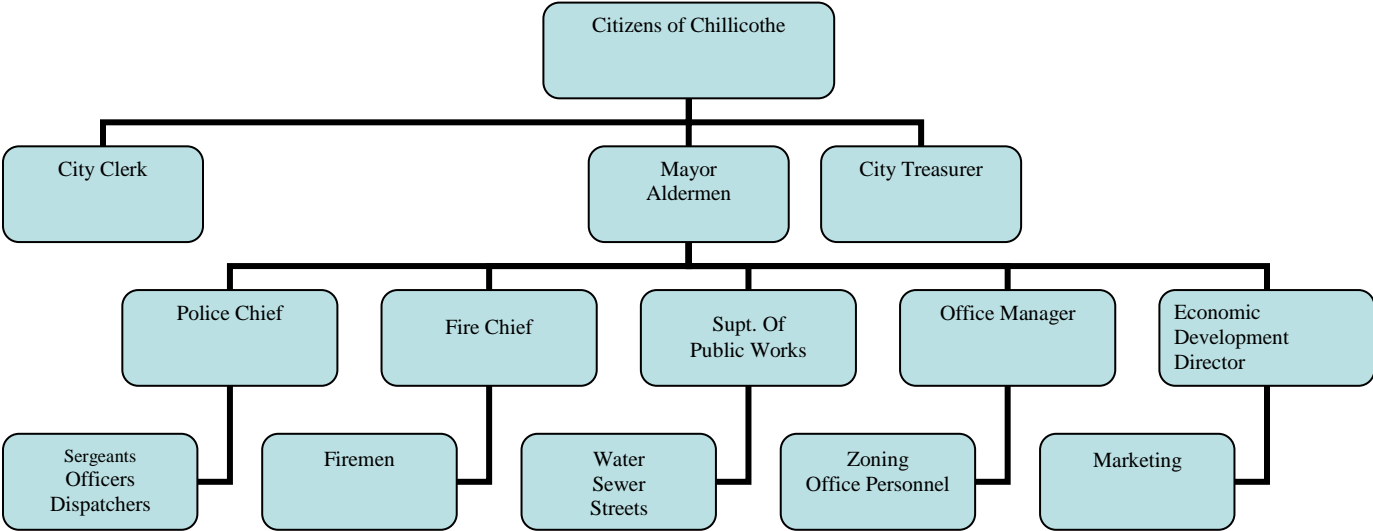 Citizens of Chillicothe
City Clerk
Mayor
Aldermen
City Treasurer
Police Chief
Fire Chief
Supt. Of
Public Works
Office Manager
Economic
Development
Director
Sergeants
Officers
Dispatchers
Firemen
Water
Sewer
Streets
Zoning
Office Personnel
Marketing